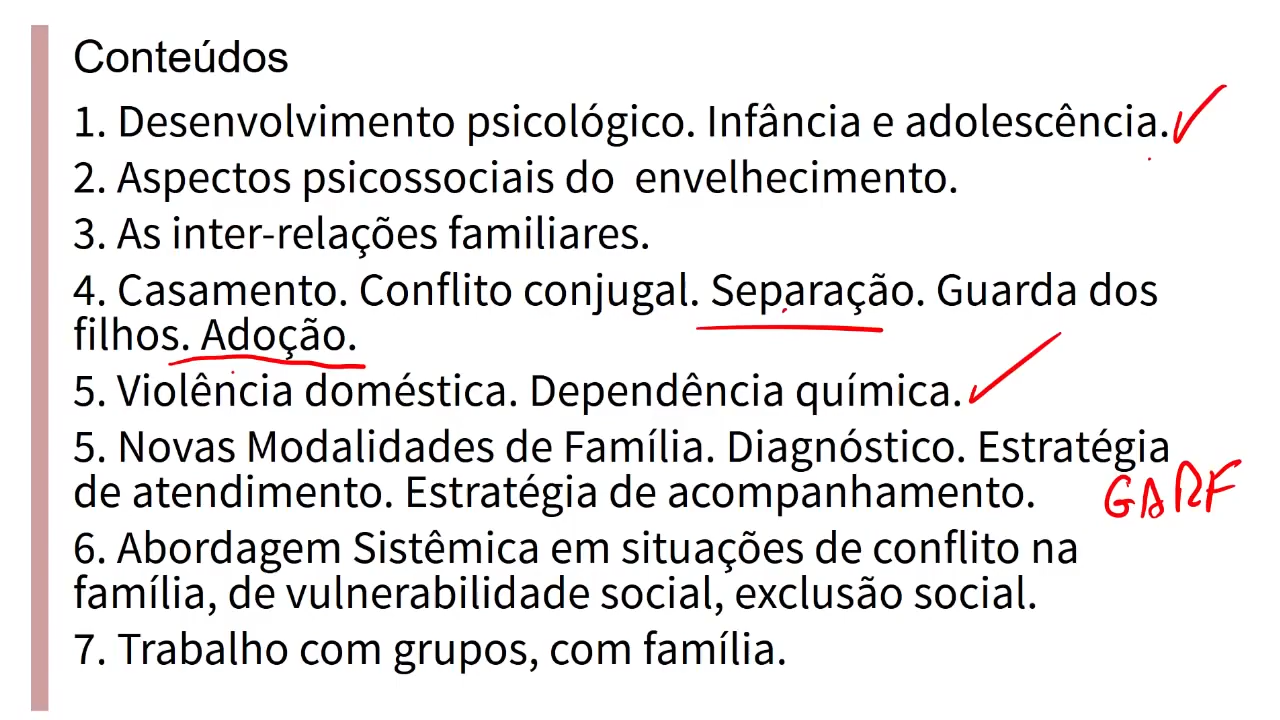 Conteúdos
1. Desenvolvimento psicológico. Infância e adolescência.
2. Aspectos psicossociais do  envelhecimento.
3. As inter-relações familiares.
4. Casamento. Conflito conjugal. Separação. Guarda dos
filhos. Adoção.
5. Violência doméstica. Dependência química.
5. Novas Modalidades de Família. Diagnóstico. Estratégia
de atendimento. Estratégia de acompanhamento.
GARF
6. Abordagem Sistêmica em situações de conflito na
família, de vulnerabilidade social, exclusão social.
7. Trabalho com grupos, com família.